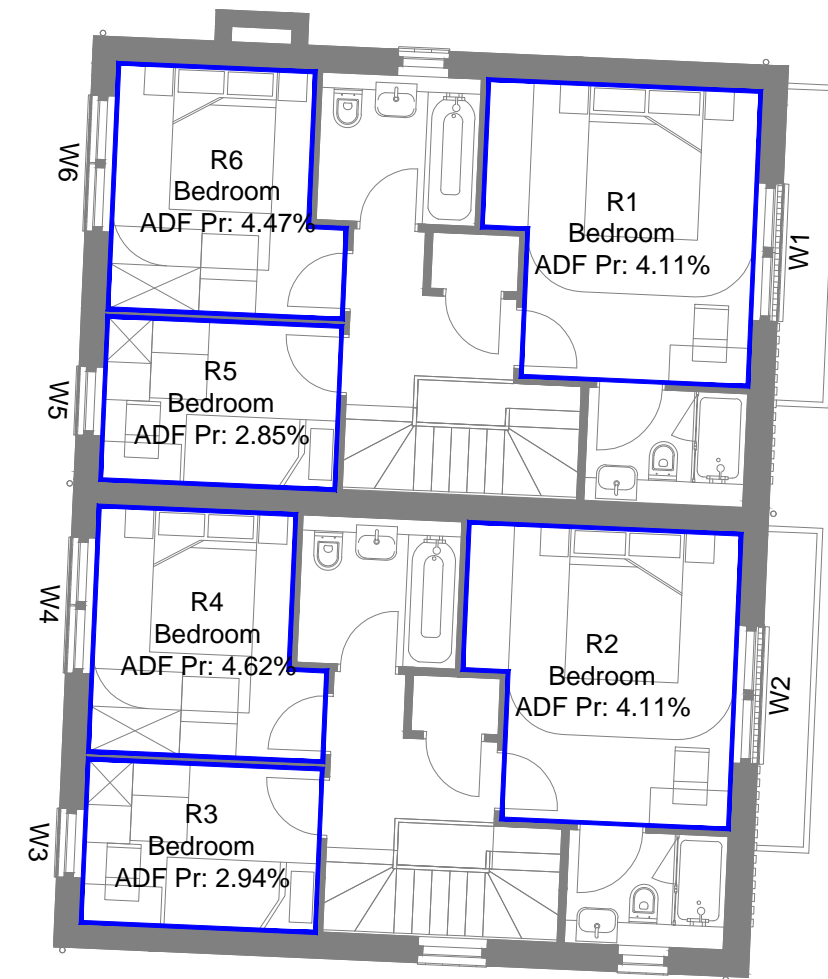 R6
Bedroom
ADF Pr: 4.47%
R1
Bedroom
ADF Pr: 4.11%
W6
W1
R5
Bedroom
ADF Pr: 2.85%
W5
R4
Bedroom
ADF Pr: 4.62%
W4
R2
Bedroom
ADF Pr: 4.11%
W2
R3
Bedroom
ADF Pr: 2.94%
W3